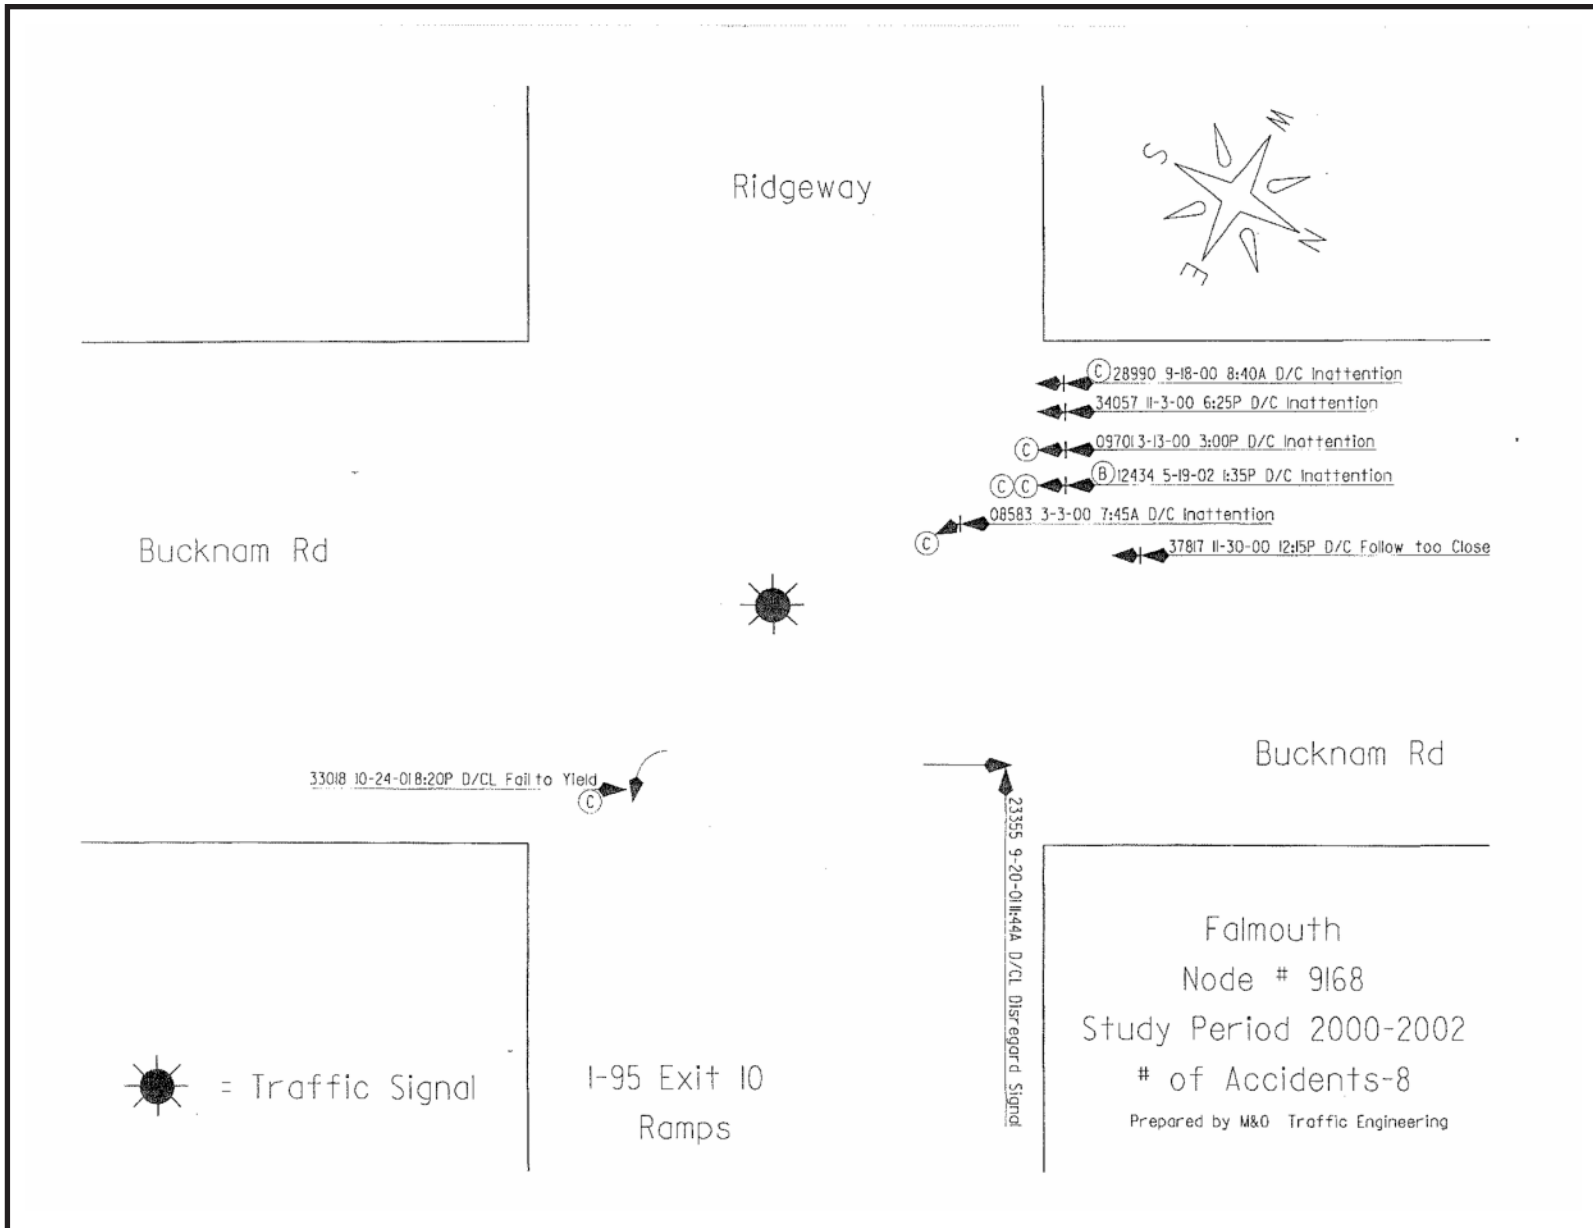 Ridgeway
W
S
N
E
C 28990 9-18-00 8:40A D/C Inattention
34057 11-3-00 6:25P D/C Inattention
C 09701 3-13-00 3:00P D/C Inattention
C C B 12434 5-19-02 1:35P D/C Inattention
08583 3-3-00 7:45A D/C Inattention
C
37817 11-30-00 12:15P D/C Follow too Close
Bucknam Rd
Bucknam Rd
33018 10-24-01 8:20P D/CL Fail to Yield
C
23355 9-20-01 11:44A D/CL Disregard Signal
Falmouth
Node # 9168
Study Period 2000-2002
# of Accidents-8
Prepared by M&O Traffic Engineering
= Traffic Signal
I-95 Exit 10
Ramps